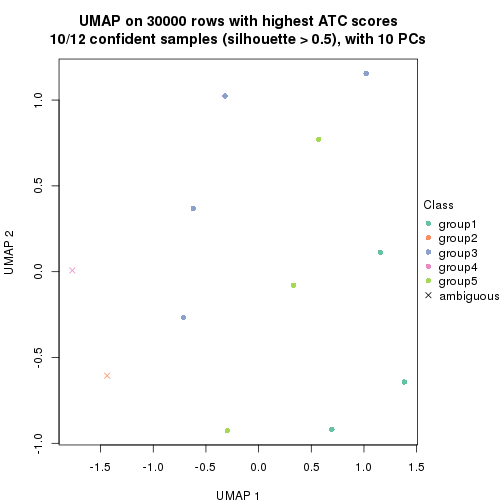 UMAP on 30000 rows with highest ATC scores
10/12 confident samples (silhouette > 0.5), with 10 PCs
UMAP 2
1.0
0.5
0.0
-0.5
-1.0
-1.5
-1.0
-0.5
0.0
0.5
1.0
1.5
UMAP 1
Class
group1
group2
group3
group4
group5
ambiguous